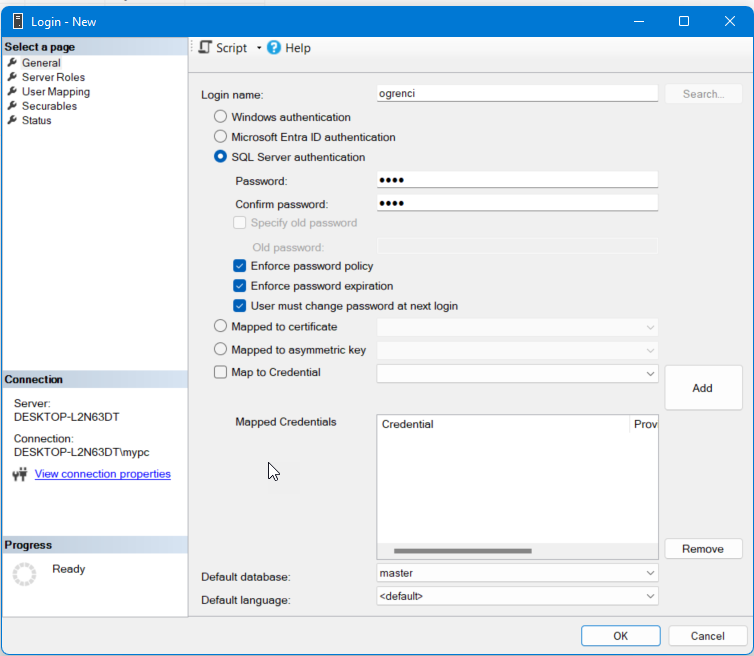 Login - New
Select a page
General
Server Roles
User Mapping
Securables
Status
Script
Help
Login name:
ogrenci
Search...
Windows authentication
Microsoft Entra ID authentication
SQL Server authentication
Password:
••••
Confirm password:
••••
Specify old password
Old password:
Enforce password policy
Enforce password expiration
User must change password at next login
Mapped to certificate
Mapped to asymmetric key
Map to Credential
Add
Mapped Credentials
Credential
Prov
Remove
Default database:
master
Default language:
<default>
Connection
Server:
DESKTOP-L2N63DT
Connection:
DESKTOP-L2N63DT\mypc
View connection properties
Progress
Ready
OK
Cancel